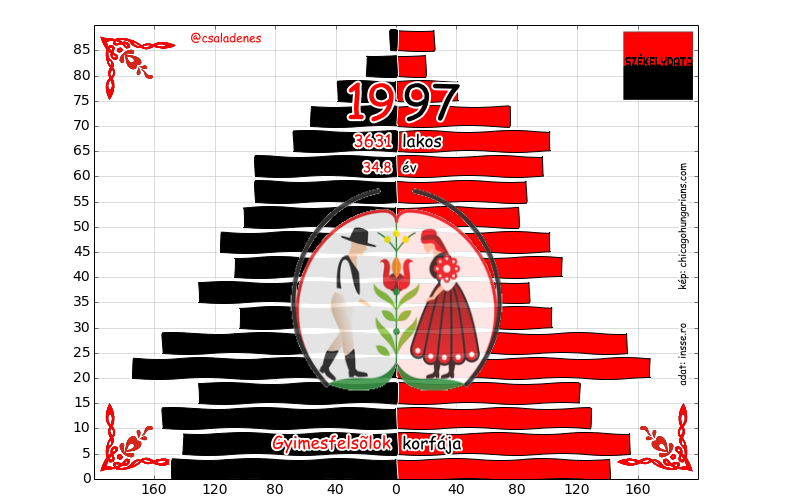 @csaladenes
SZÉKELYDATA
1997
3631 lakos
34.8 év
kép: chicagohungarians.com
adat: insse.ro
Gyimesfelsőlok korfája
85
80
75
70
65
60
55
50
45
40
35
30
25
20
15
10
5
0
160 120 80 40 0 40 80 120 160